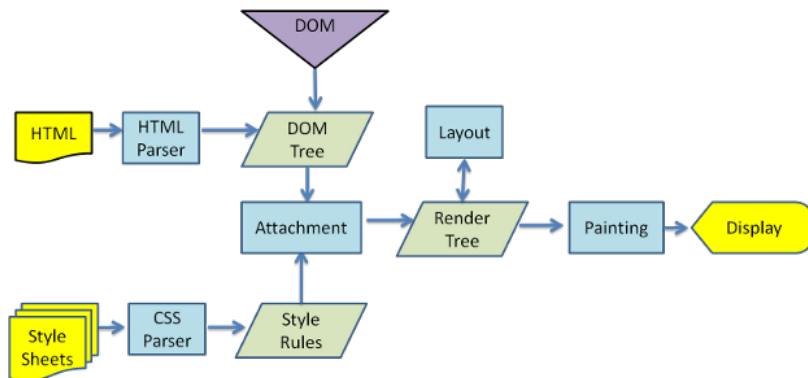 DOM
HTML
HTML
Parser
DOM
Tree
Layout
Attachment
Render
Tree
Painting
Display
Style
Sheets
CSS
Parser
Style
Rules